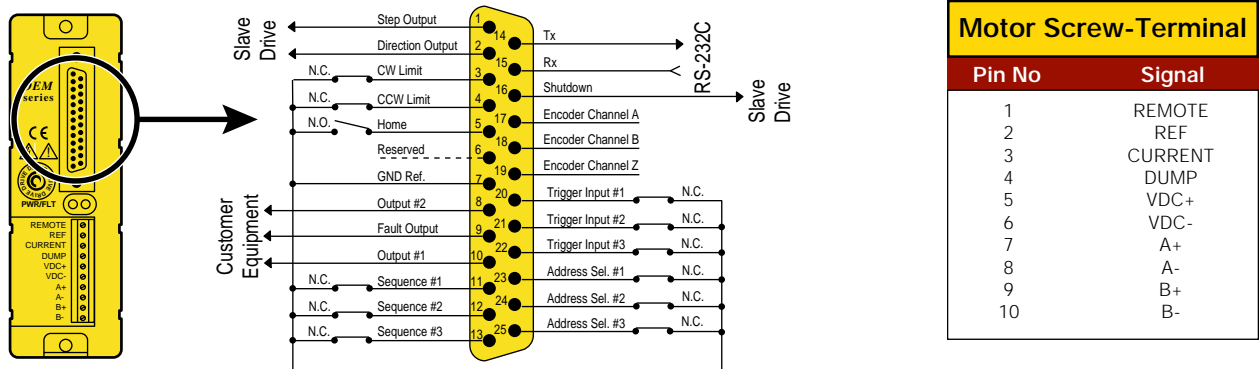 OEM
series
CE
DRIVE
PWR/FLT
REMOTE
REF
CURRENT
DUMP
VDC+
VDC-
A+
A-
B+
B-
Slave
Drive
Step Output
Direction Output
N.C. CW Limit
N.C. CCW Limit
N.O. Home
Reserved
GND Ref.
Customer
Equipment
Output #2
Fault Output
Output #1
N.C. Sequence #1
N.C. Sequence #2
N.C. Sequence #3
1
2
3
4
5
6
7
8
9
10
11
12
13
14
15
16
17
18
19
20
21
22
23
24
25
Tx
Rx
RS-232C
Shutdown
Slave
Drive
Encoder Channel A
Encoder Channel B
Encoder Channel Z
Trigger Input #1 N.C.
Trigger Input #2 N.C.
Trigger Input #3 N.C.
Address Sel. #1 N.C.
Address Sel. #2 N.C.
Address Sel. #3 N.C.
Motor Screw-Terminal
Pin No Signal
1 REMOTE
2 REF
3 CURRENT
4 DUMP
5 VDC+
6 VDC-
7 A+
8 A-
9 B+
10 B-